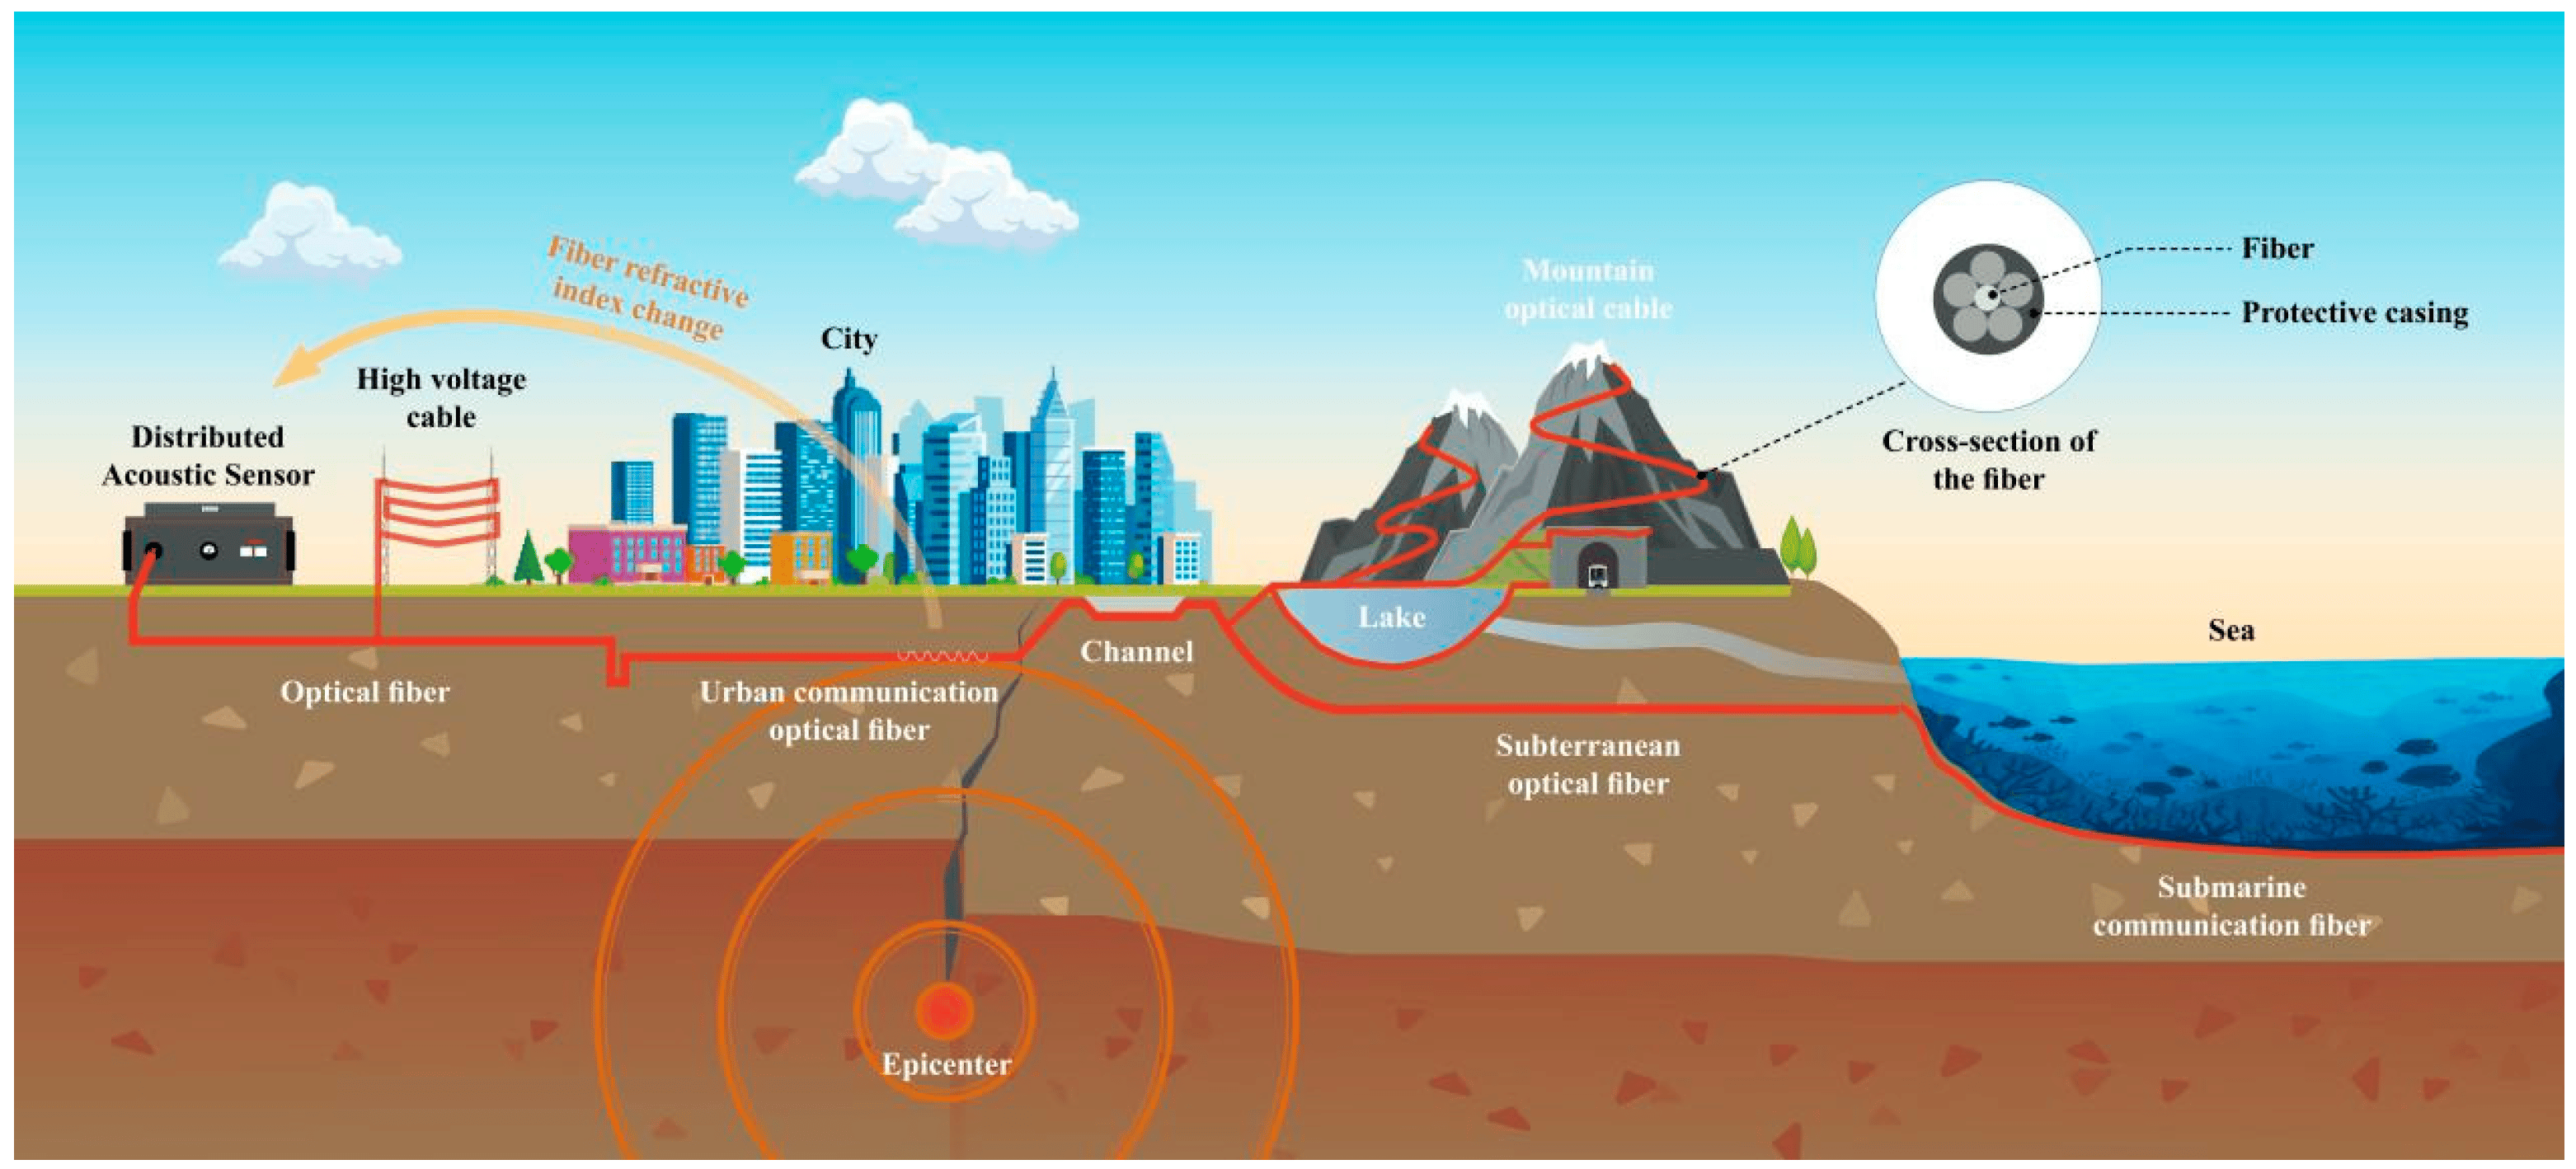 Fiber refractive
index change
City
High voltage
cable
Distributed
Acoustic Sensor
Mountain
optical cable
Fiber
Protective casing
Cross-section of
the fiber
Lake
Channel
Sea
Optical fiber
Urban communication
optical fiber
Subterranean
optical fiber
Submarine
communication fiber
Epicenter